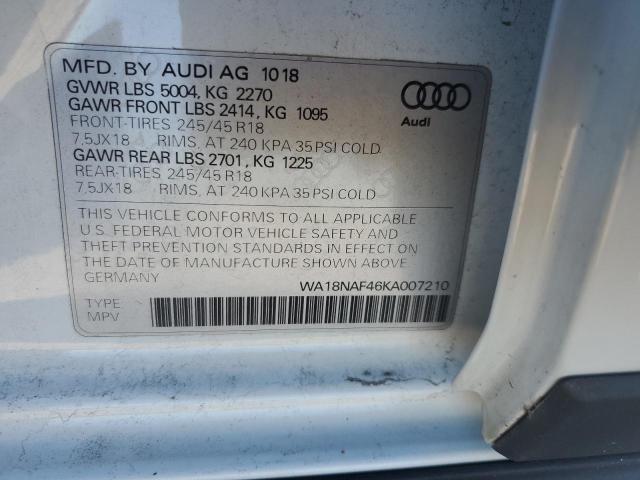 MFD. BY AUDI AG 1018
GVWR LBS 5004, KG 2270
GAWR FRONT LBS 2414, KG 1095
FRONT-TIRES 245/45 R18
7.5JX18 RIMS, AT 240 KPA 35 PSI COLD.
GAWR REAR LBS 2701, KG 1225
REAR-TIRES 245/45 R18
7.5JX18 RIMS, AT 240 KPA 35 PSI COLD
Audi
THIS VEHICLE CONFORMS TO ALL APPLICABLE
U.S. FEDERAL MOTOR VEHICLE SAFETY AND
THEFT PREVENTION STANDARDS IN EFFECT ON
THE DATE OF MANUFACTURE SHOWN ABOVE.
GERMANY
WA18NAF46KA007210
TYPE
MPV